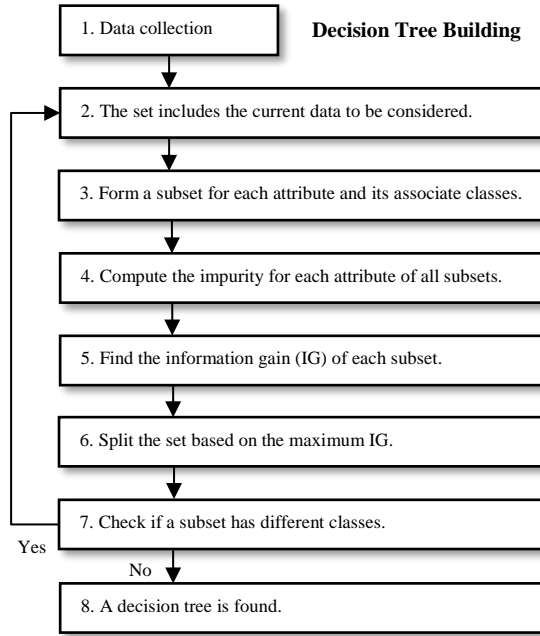 1. Data collection
Decision Tree Building
2. The set includes the current data to be considered.
3. Form a subset for each attribute and its associate classes.
4. Compute the impurity for each attribute of all subsets.
5. Find the information gain (IG) of each subset.
6. Split the set based on the maximum IG.
7. Check if a subset has different classes.
Yes
No
8. A decision tree is found.